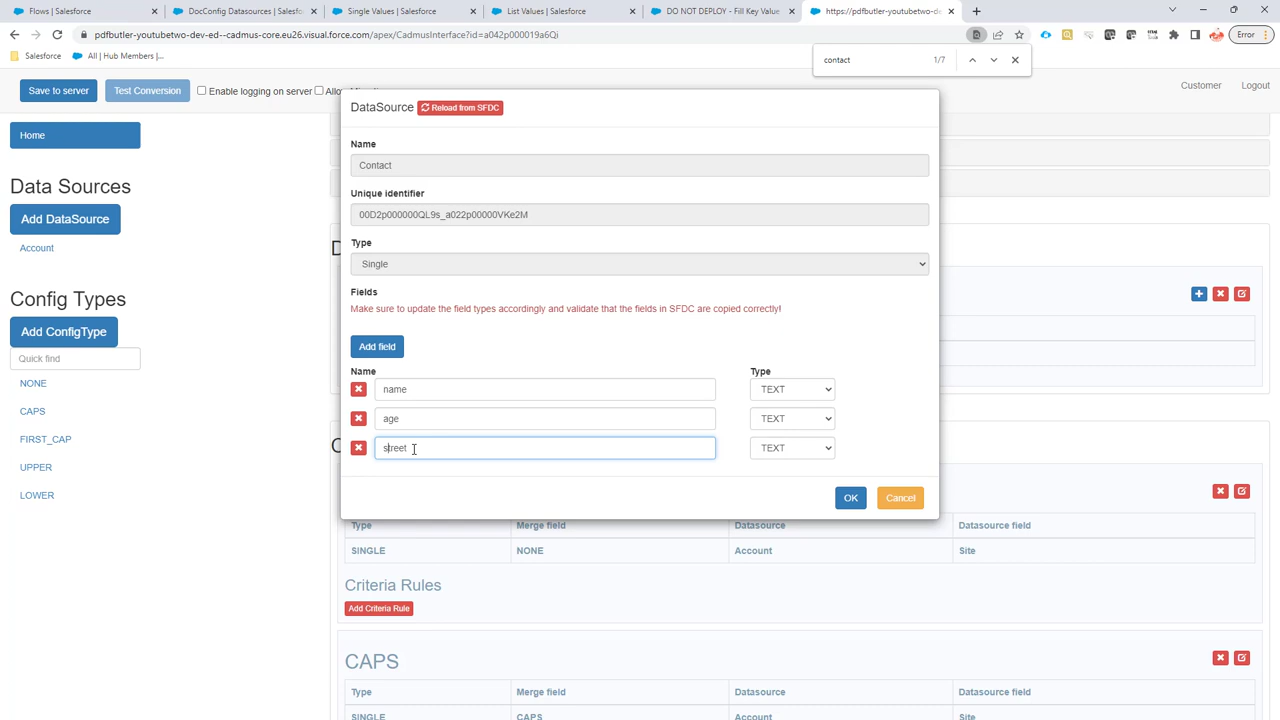 Flows | Salesforce
DocConfig Datasources | Salesfo
Single Values | Salesforce
List Values | Salesforce
DO NOT DEPLOY - Fill Key Value
https://pdfbutler-youtubetwo-de
pdfbutler-youtubetwo-dev-ed--cadmus-core.eu26.visual.force.com/apex/CadmusInterface?id=a042p000019a6Qi
Error
Salesforce
All | Hub Members |
contact
1/7
Save to server
Test Conversion
Enable logging on server
Allow
Customer
Logout
DataSource
Reload from SFDC
Home
Name
Contact
Data Sources
Unique identifier
Add DataSource
00D2p000000QL9s_a022p00000VKe2M
Account
Type
Single
Fields
Config Types
Make sure to update the field types accordingly and validate that the fields in SFDC are copied correctly!
Add ConfigType
Add field
Quick find
Name
Type
NONE
name
TEXT
CAPS
age
TEXT
FIRST_CAP
street
TEXT
UPPER
LOWER
OK
Cancel
Type
Merge field
Datasource
Datasource field
SINGLE
NONE
Account
Site
Criteria Rules
Add Criteria Rule
CAPS
Type
Merge field
Datasource
Datasource field
SINGLE
CAPS
Account
Site